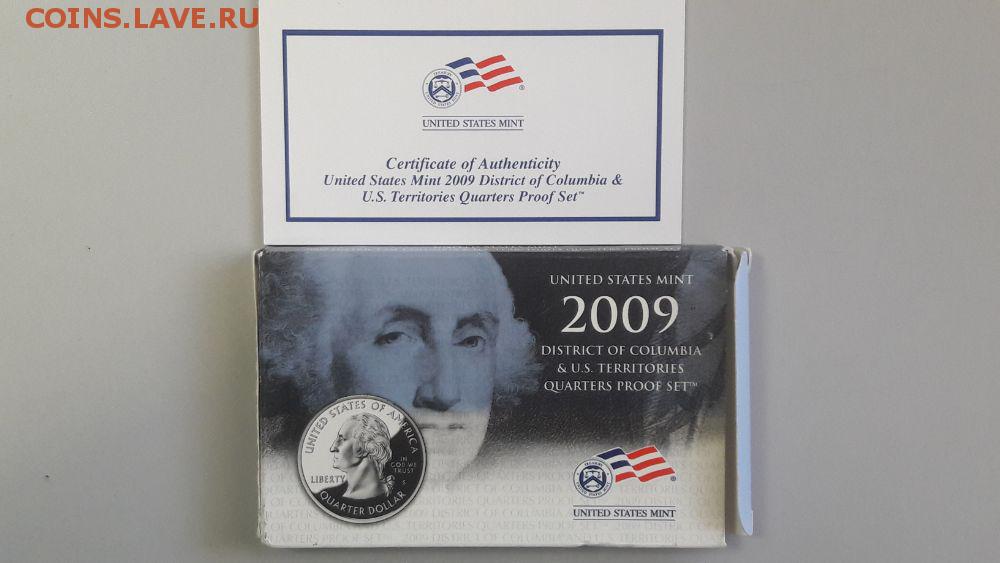 COINS.LAVE.RU
UNITED STATES MINT
Certificate of Authenticity
United States Mint 2009 District of Columbia &
U.S. Territories Quarters Proof Set™
UNITED STATES MINT
2009
DISTRICT OF COLUMBIA
& U.S. TERRITORIES
QUARTERS PROOF SET™
UNITED STATES OF AMERICA
IN
GOD WE
TRUST
LIBERTY
S
QUARTER DOLLAR
UNITED STATES MINT